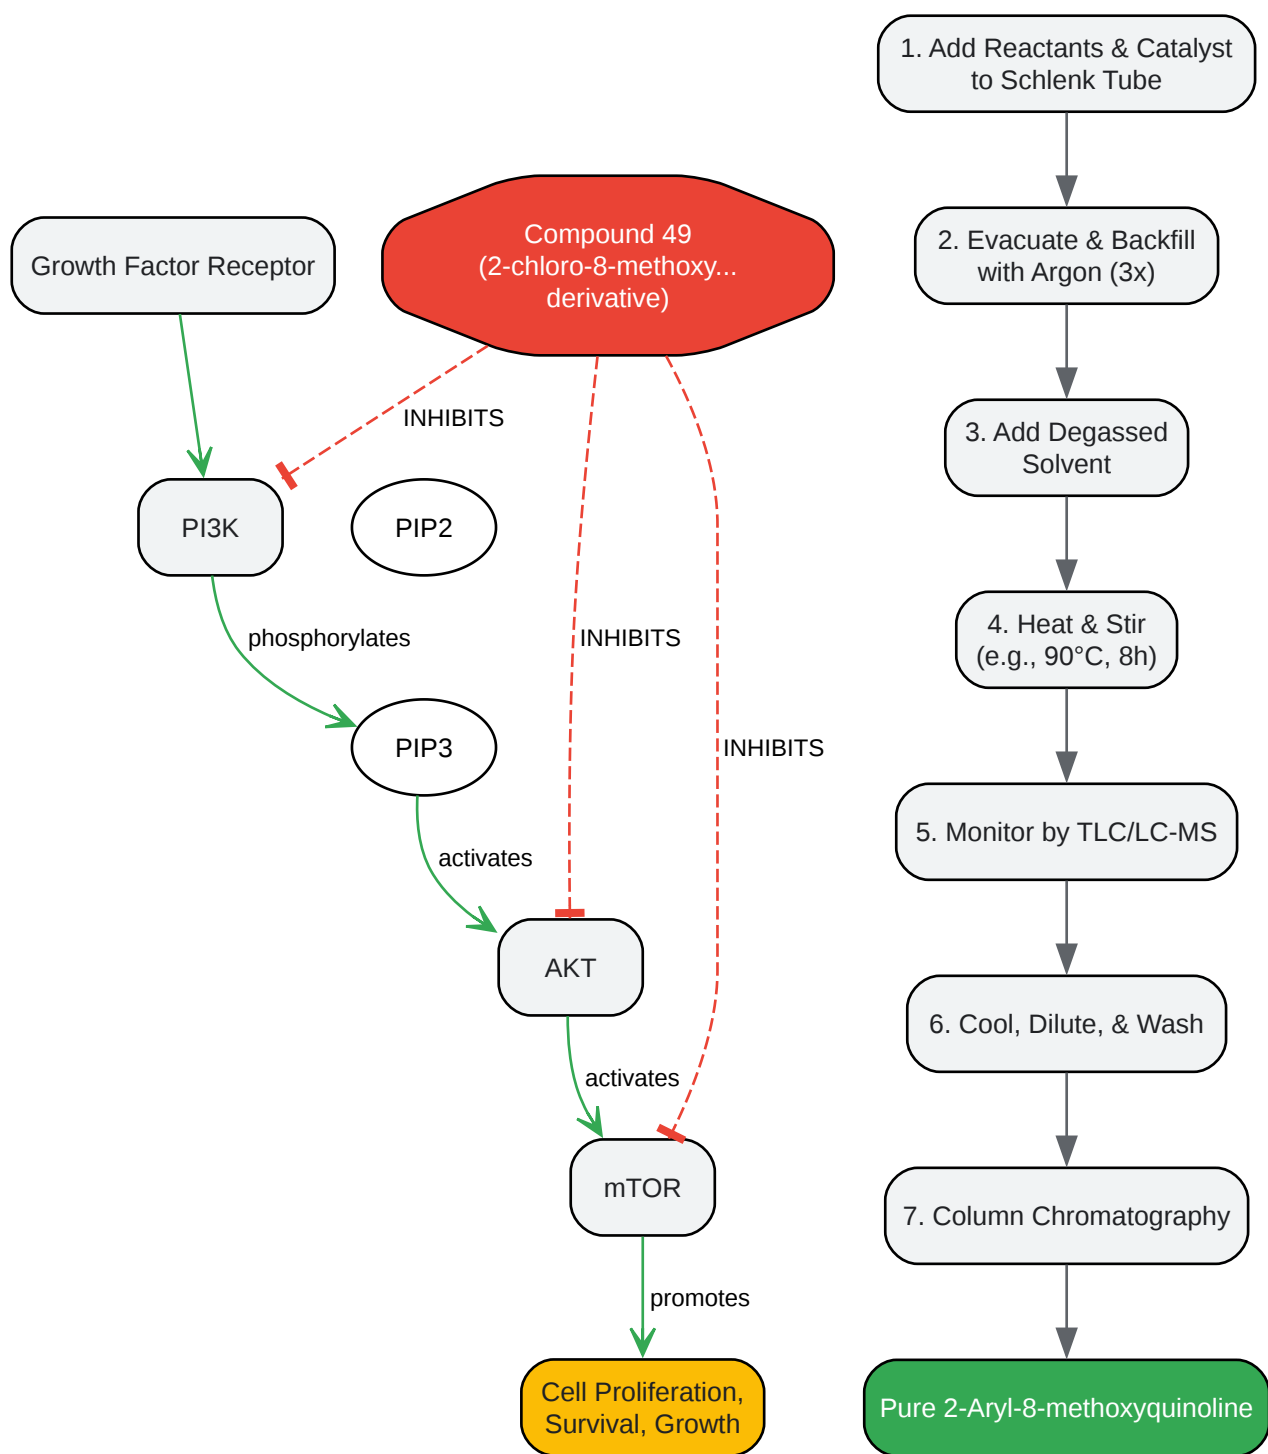 Growth Factor Receptor
Compound 49
(2-chloro-8-methoxy...
derivative)
INHIBITS
PI3K
PIP2
phosphorylates
INHIBITS
PIP3
INHIBITS
activates
AKT
activates
mTOR
promotes
Cell Proliferation,
Survival, Growth
1. Add Reactants & Catalyst
to Schlenk Tube
2. Evacuate & Backfill
with Argon (3x)
3. Add Degassed
Solvent
4. Heat & Stir
(e.g., 90°C, 8h)
5. Monitor by TLC/LC-MS
6. Cool, Dilute, & Wash
7. Column Chromatography
Pure 2-Aryl-8-methoxyquinoline